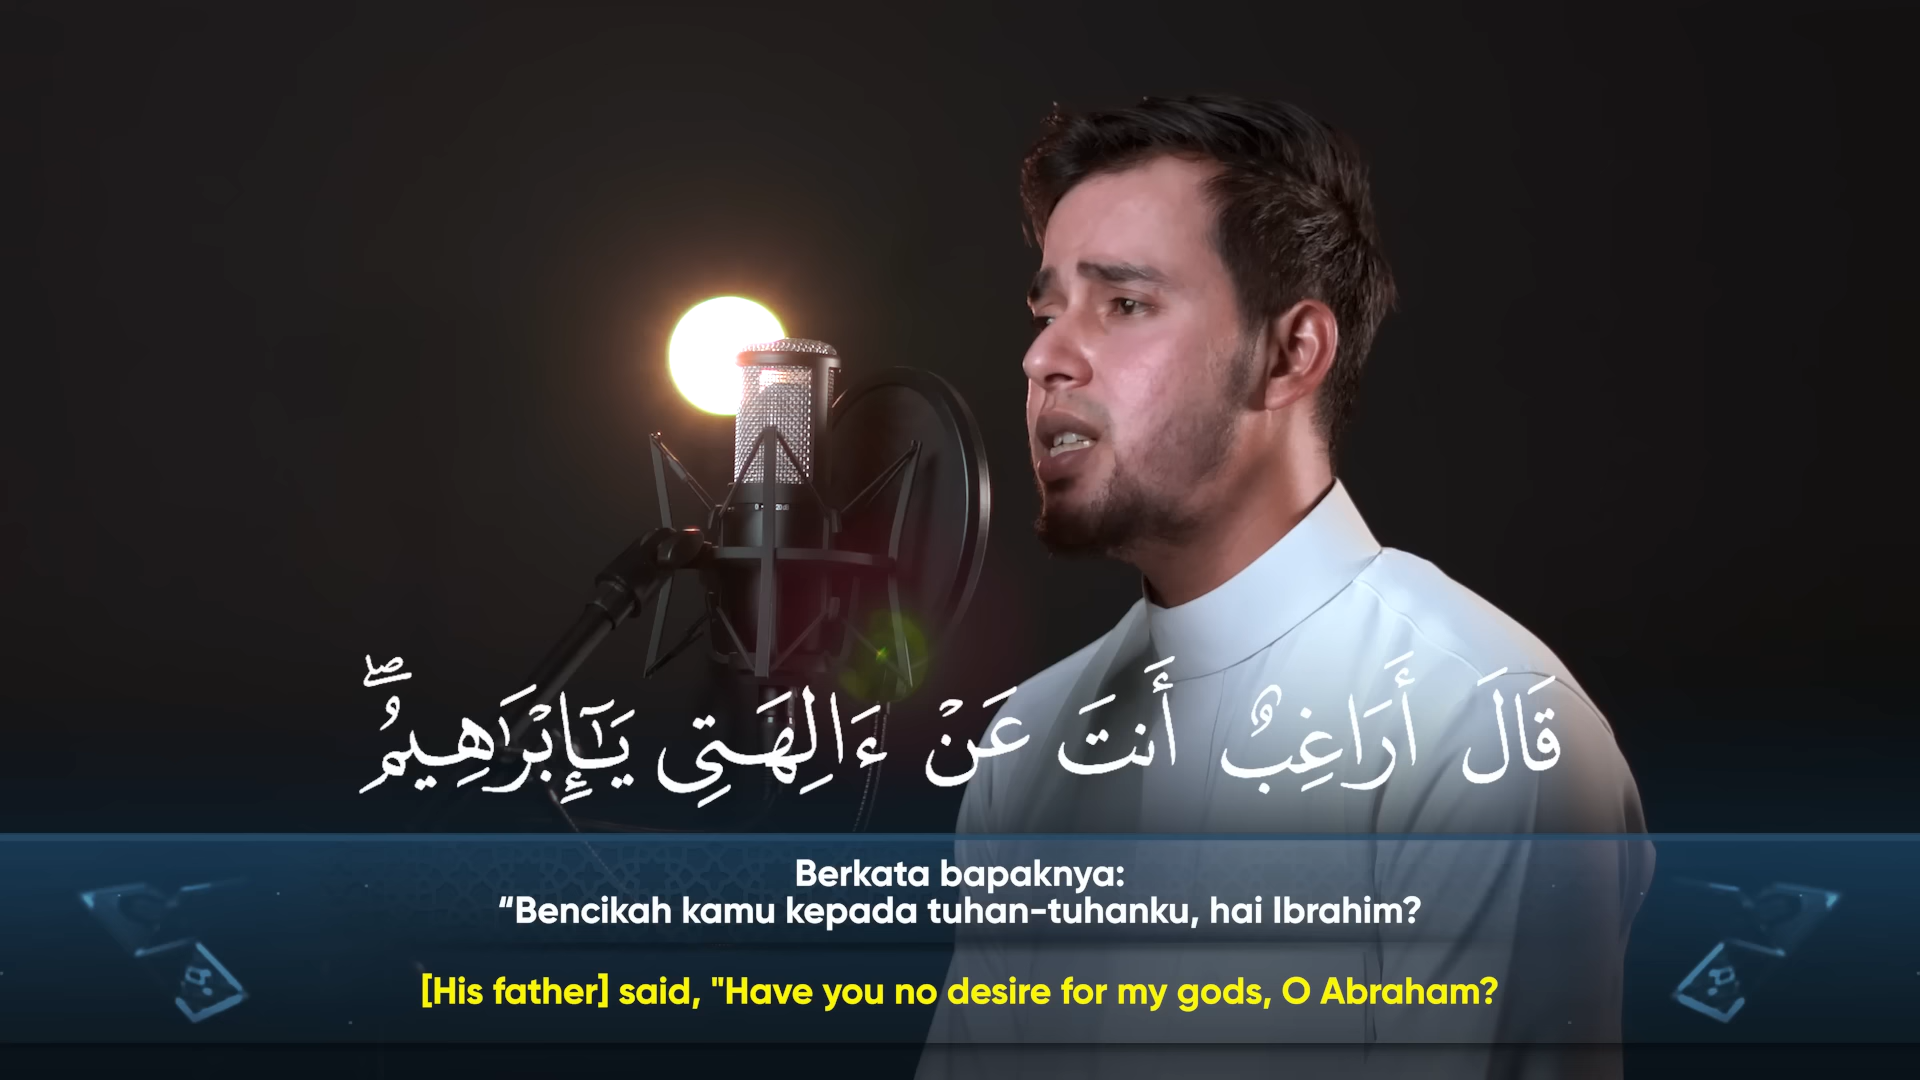 قَالَ أَرَاغِبٌ أَنتَ عَنْ ءَالِهَتِى يَـٰٓإِبْرَٰهِيمُ ۖ
Berkata bapaknya:
“Bencikah kamu kepada tuhan-tuhanku, hai Ibrahim?
[His father] said, "Have you no desire for my gods, O Abraham?